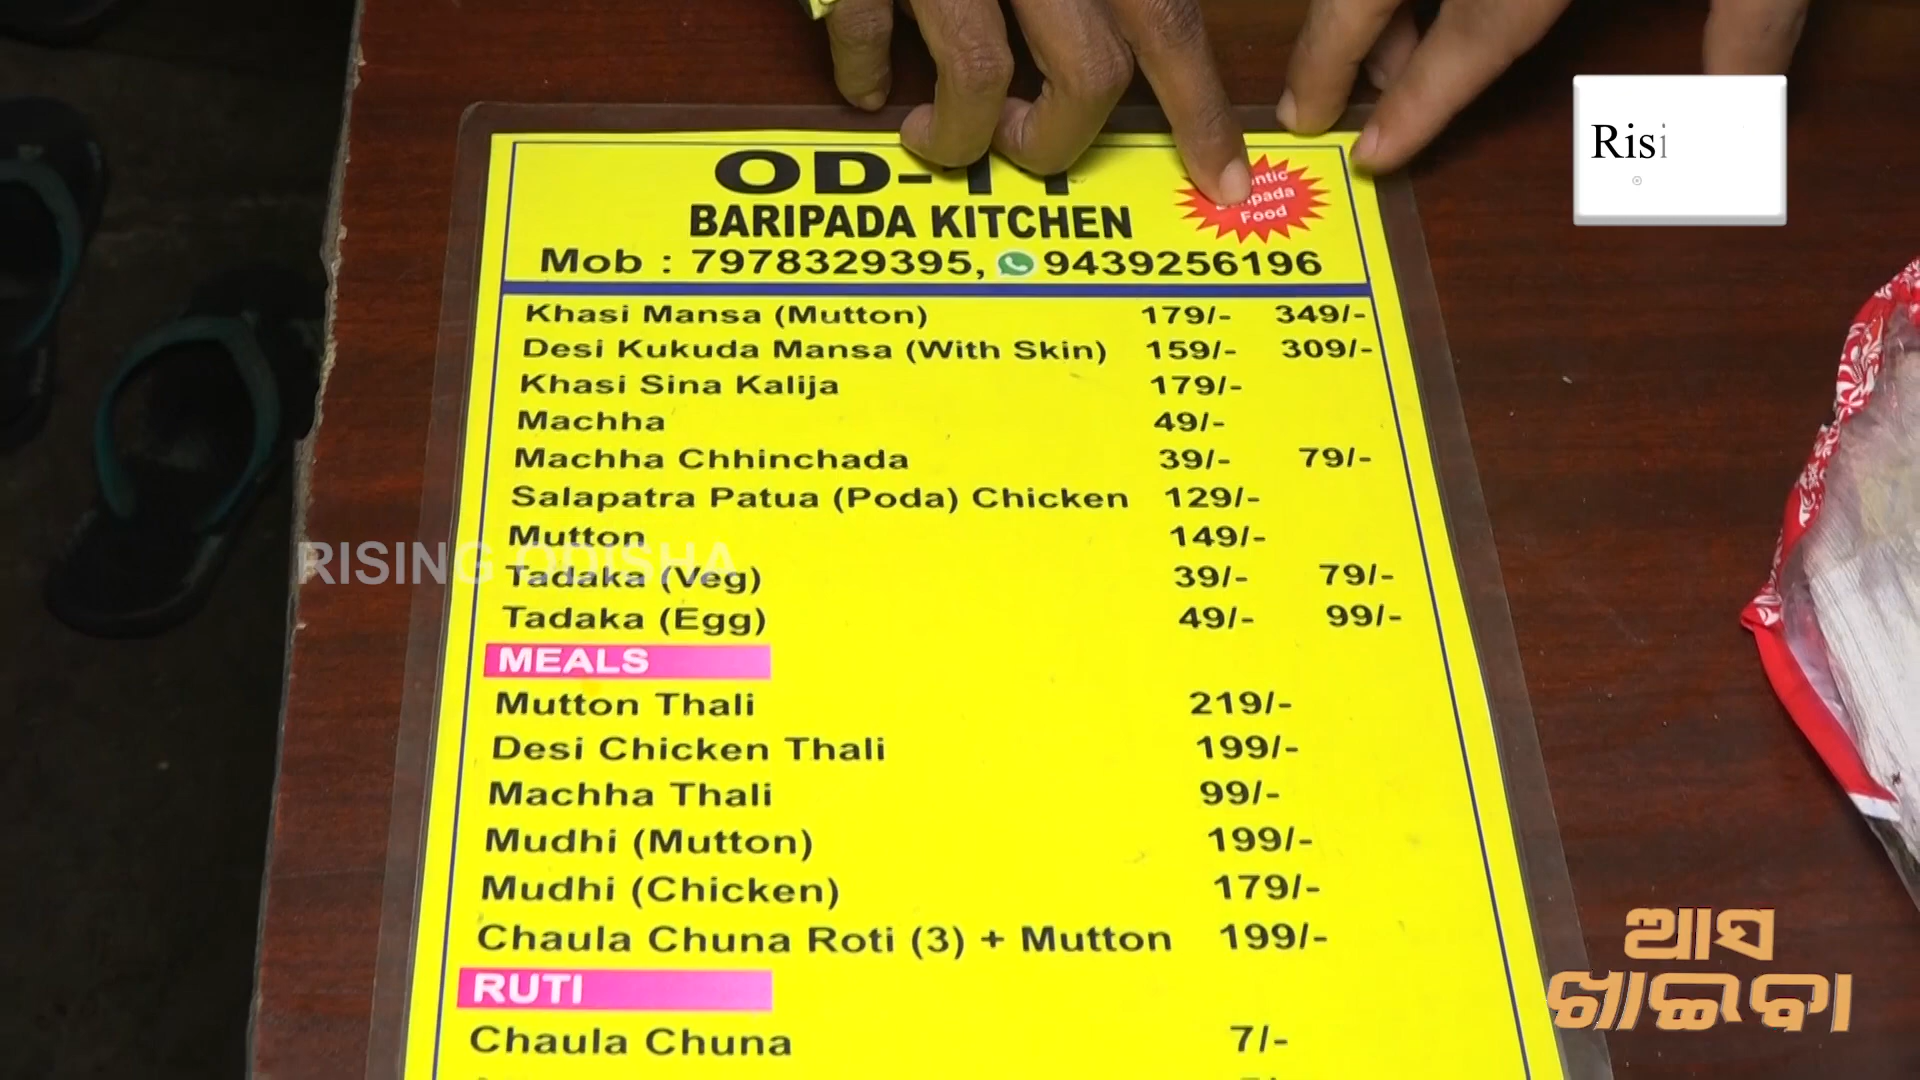 OD-11
BARIPADA KITCHEN
Food
Mob : 7978329395, 9439256196
Risi
Khasi Mansa (Mutton) 179/- 349/-
Desi Kukuda Mansa (With Skin) 159/- 309/-
Khasi Sina Kalija 179/-
Machha 49/-
Machha Chhinchada 39/- 79/-
Salapatra Patua (Poda) Chicken 129/-
Mutton 149/-
RISING ODISHA
Tadaka (Veg) 39/- 79/-
Tadaka (Egg) 49/- 99/-
MEALS
Mutton Thali 219/-
Desi Chicken Thali 199/-
Machha Thali 99/-
Mudhi (Mutton) 199/-
Mudhi (Chicken) 179/-
Chaula Chuna Roti (3) + Mutton 199/-
RUTI
Chaula Chuna 7/-
ଆସ
ଖାଇବା